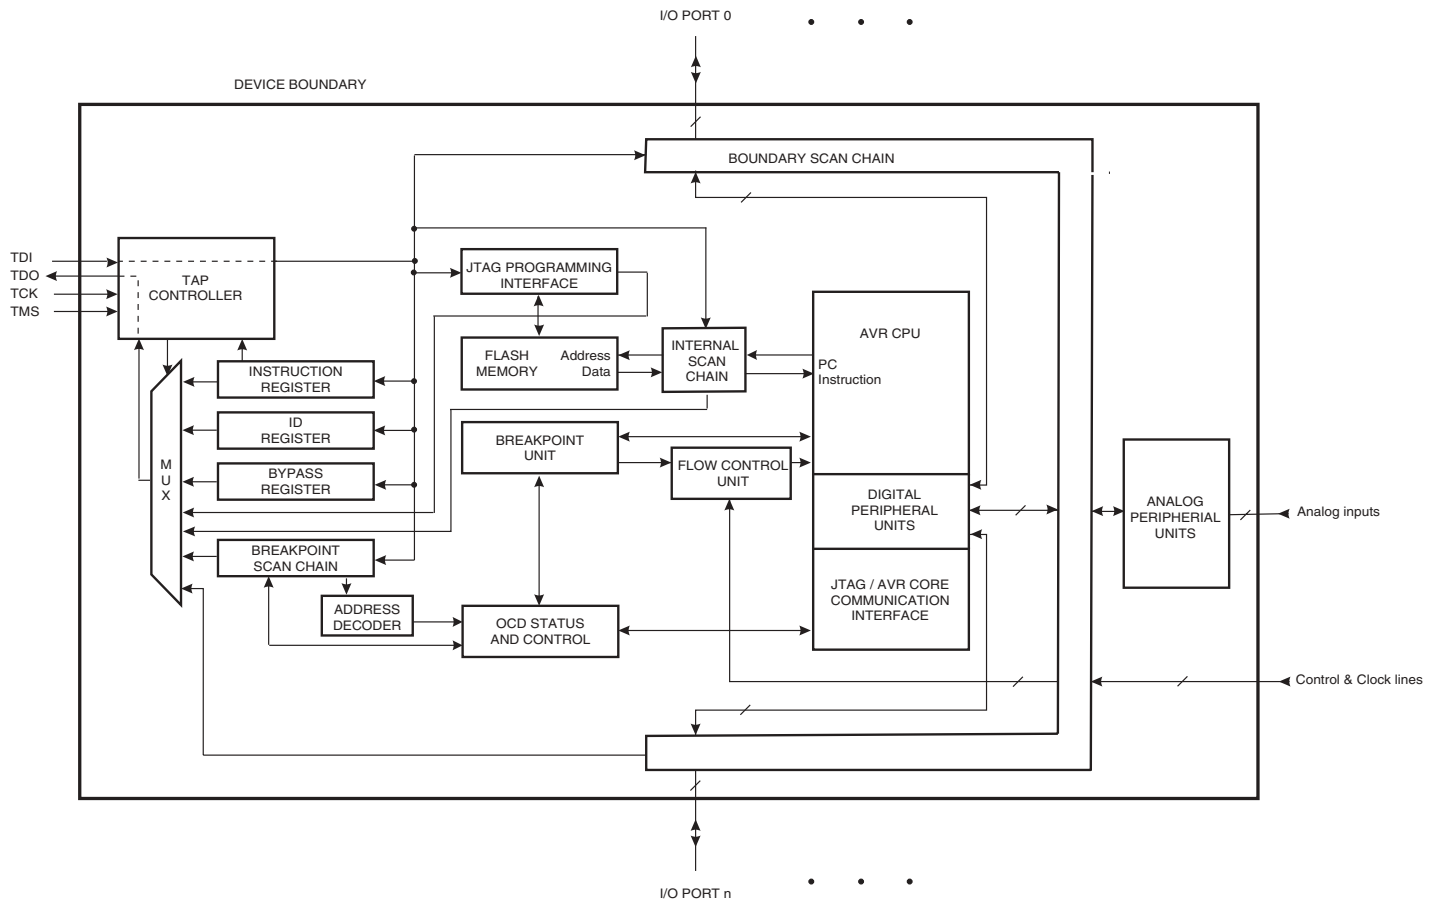 I/O PORT 0
DEVICE BOUNDARY
BOUNDARY SCAN CHAIN
TDI
TDO
TCK
TMS
TAP
CONTROLLER
JTAG PROGRAMMING
INTERFACE
FLASH
MEMORY
Address
Data
INTERNAL
SCAN
CHAIN
AVR CPU
PC
Instruction
INSTRUCTION
REGISTER
ID
REGISTER
BYPASS
REGISTER
M
U
X
BREAKPOINT
UNIT
FLOW CONTROL
UNIT
DIGITAL
PERIPHERAL
UNITS
ANALOG
PERIPHERIAL
UNITS
Analog inputs
BREAKPOINT
SCAN CHAIN
ADDRESS
DECODER
OCD STATUS
AND CONTROL
JTAG / AVR CORE
COMMUNICATION
INTERFACE
Control & Clock lines
I/O PORT n